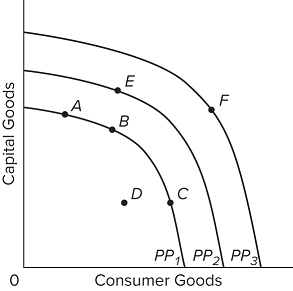 Capital Goods
A
B
C
D
E
F
PP1
PP2
PP3
0
Consumer Goods